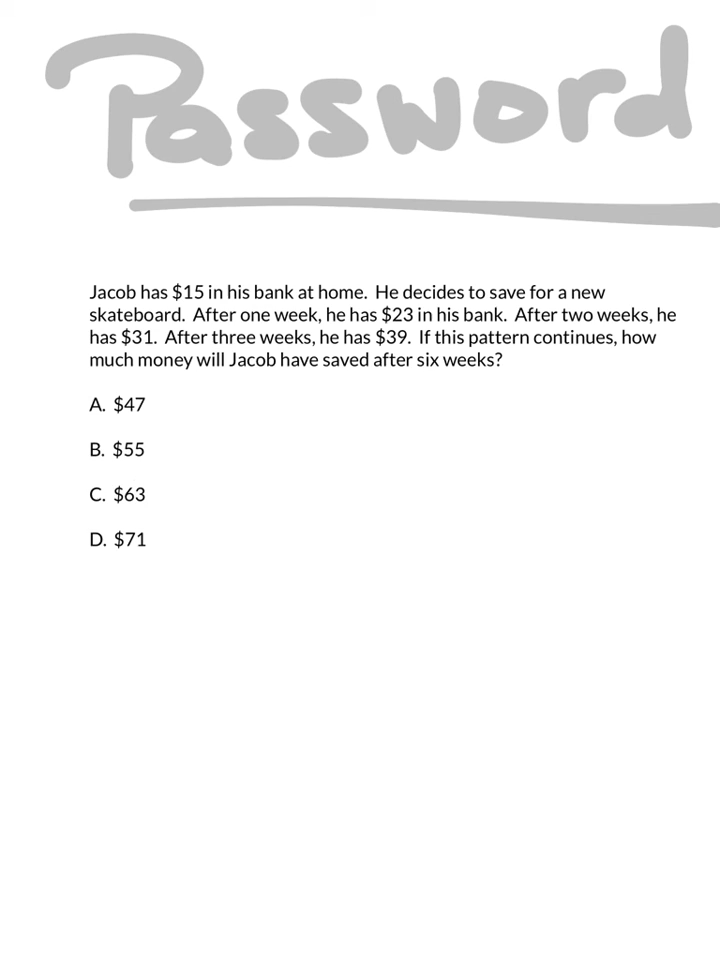 Password
Jacob has $15 in his bank at home. He decides to save for a new
skateboard. After one week, he has $23 in his bank. After two weeks, he
has $31. After three weeks, he has $39. If this pattern continues, how
much money will Jacob have saved after six weeks?
A. $47
B. $55
C. $63
D. $71